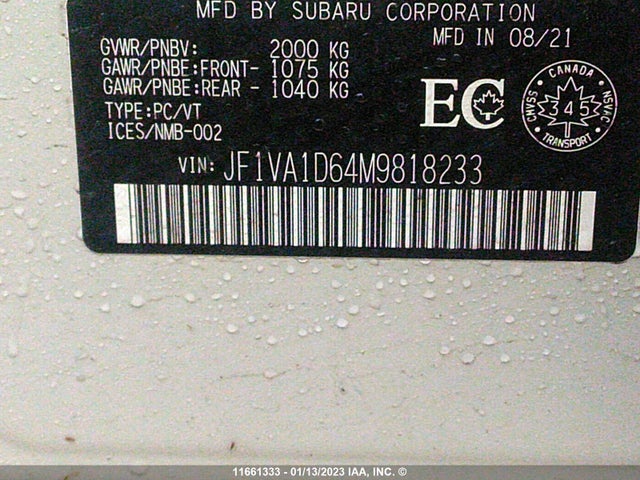 MFD BY SUBARU CORPORATION
MFD IN 08/21
GVWR/PNBV: 2000 KG
GAWR/PNBE:FRONT- 1075 KG
GAWR/PNBE:REAR - 1040 KG
TYPE:PC/VT
ICES/NMB-002
EC
CANADA
CMVSS
NSVAC
345
TRANSPORT
VIN: JF1VA1D64M9818233
11661333 - 01/13/2023 IAA, INC. ©